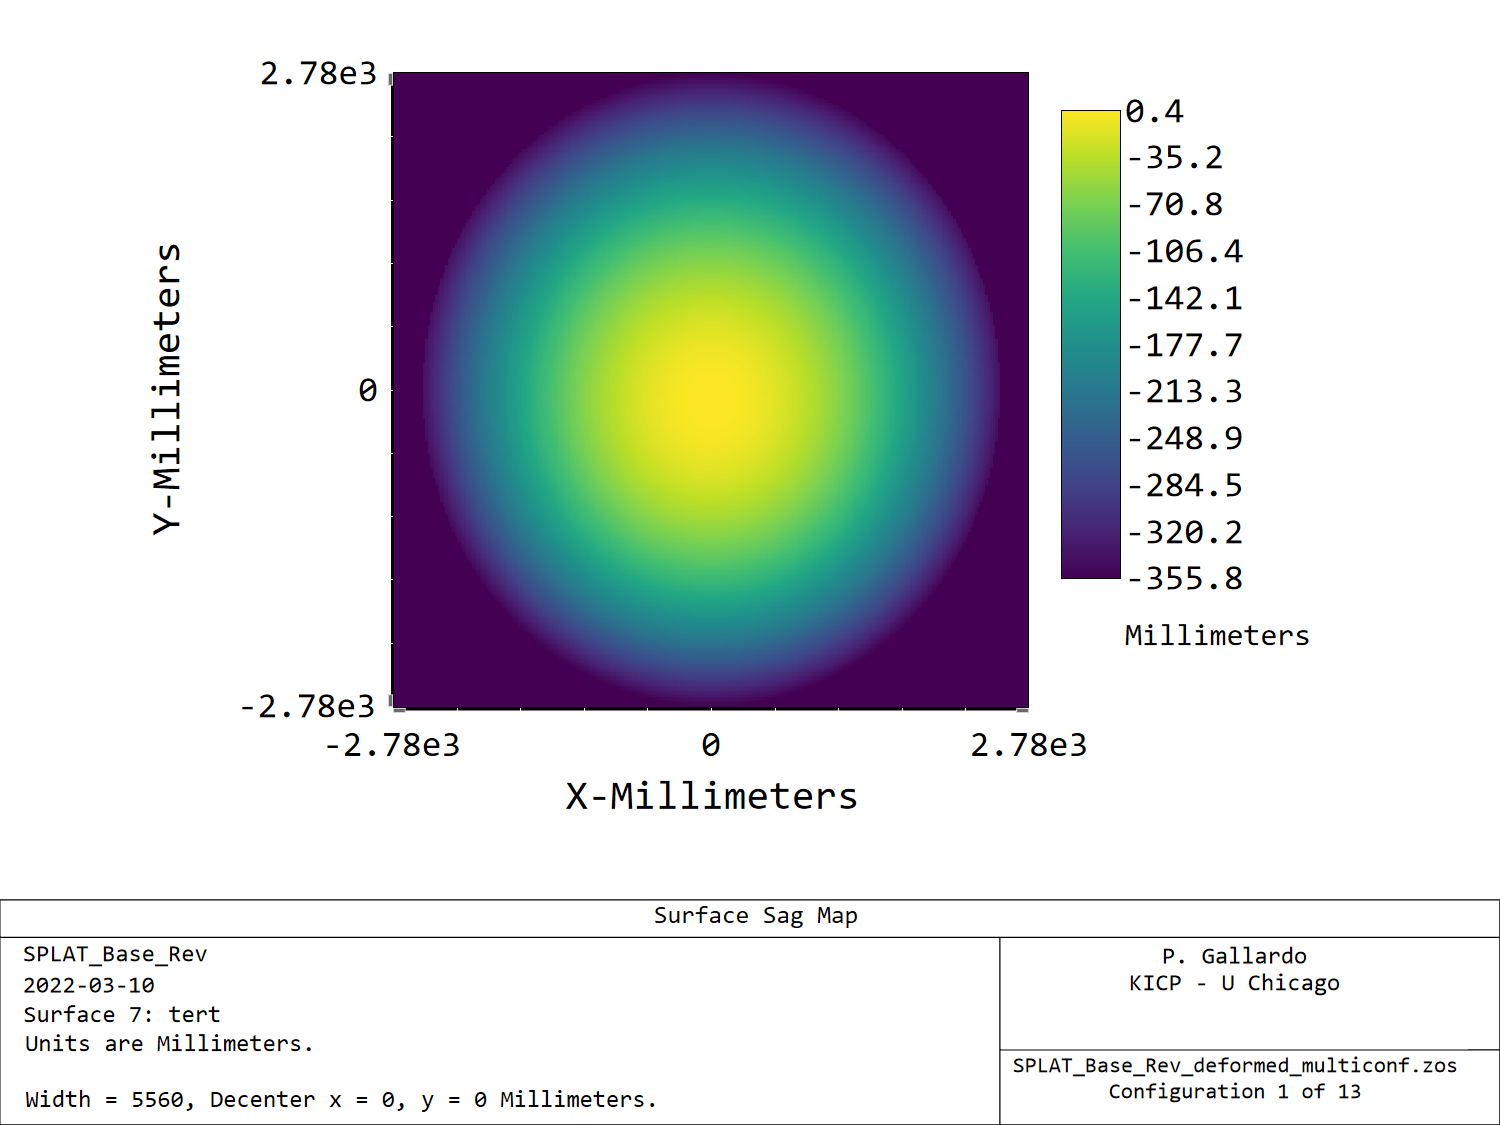 2.78e3
0
-2.78e3
Y-Millimeters
-2.78e3
0
2.78e3
X-Millimeters
0.4
-35.2
-70.8
-106.4
-142.1
-177.7
-213.3
-248.9
-284.5
-320.2
-355.8
Millimeters
Surface Sag Map
SPLAT_Base_Rev
2022-03-10
Surface 7: tert
Units are Millimeters.
Width = 5560, Decenter x = 0, y = 0 Millimeters.
P. Gallardo
KICP - U Chicago
SPLAT_Base_Rev_deformed_multiconf.zos
Configuration 1 of 13